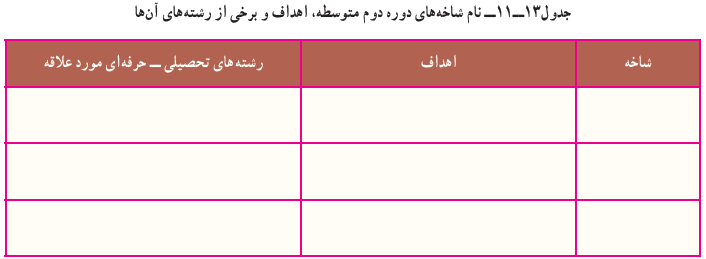 جدول۱۳ــ۱۱ــ نام شاخه‌های دوره دوم متوسطه، اهداف و برخی از رشته‌های آن‌ها
شاخه اهداف رشته‌های تحصیلی ــ حرفه‌ای مورد علاقه